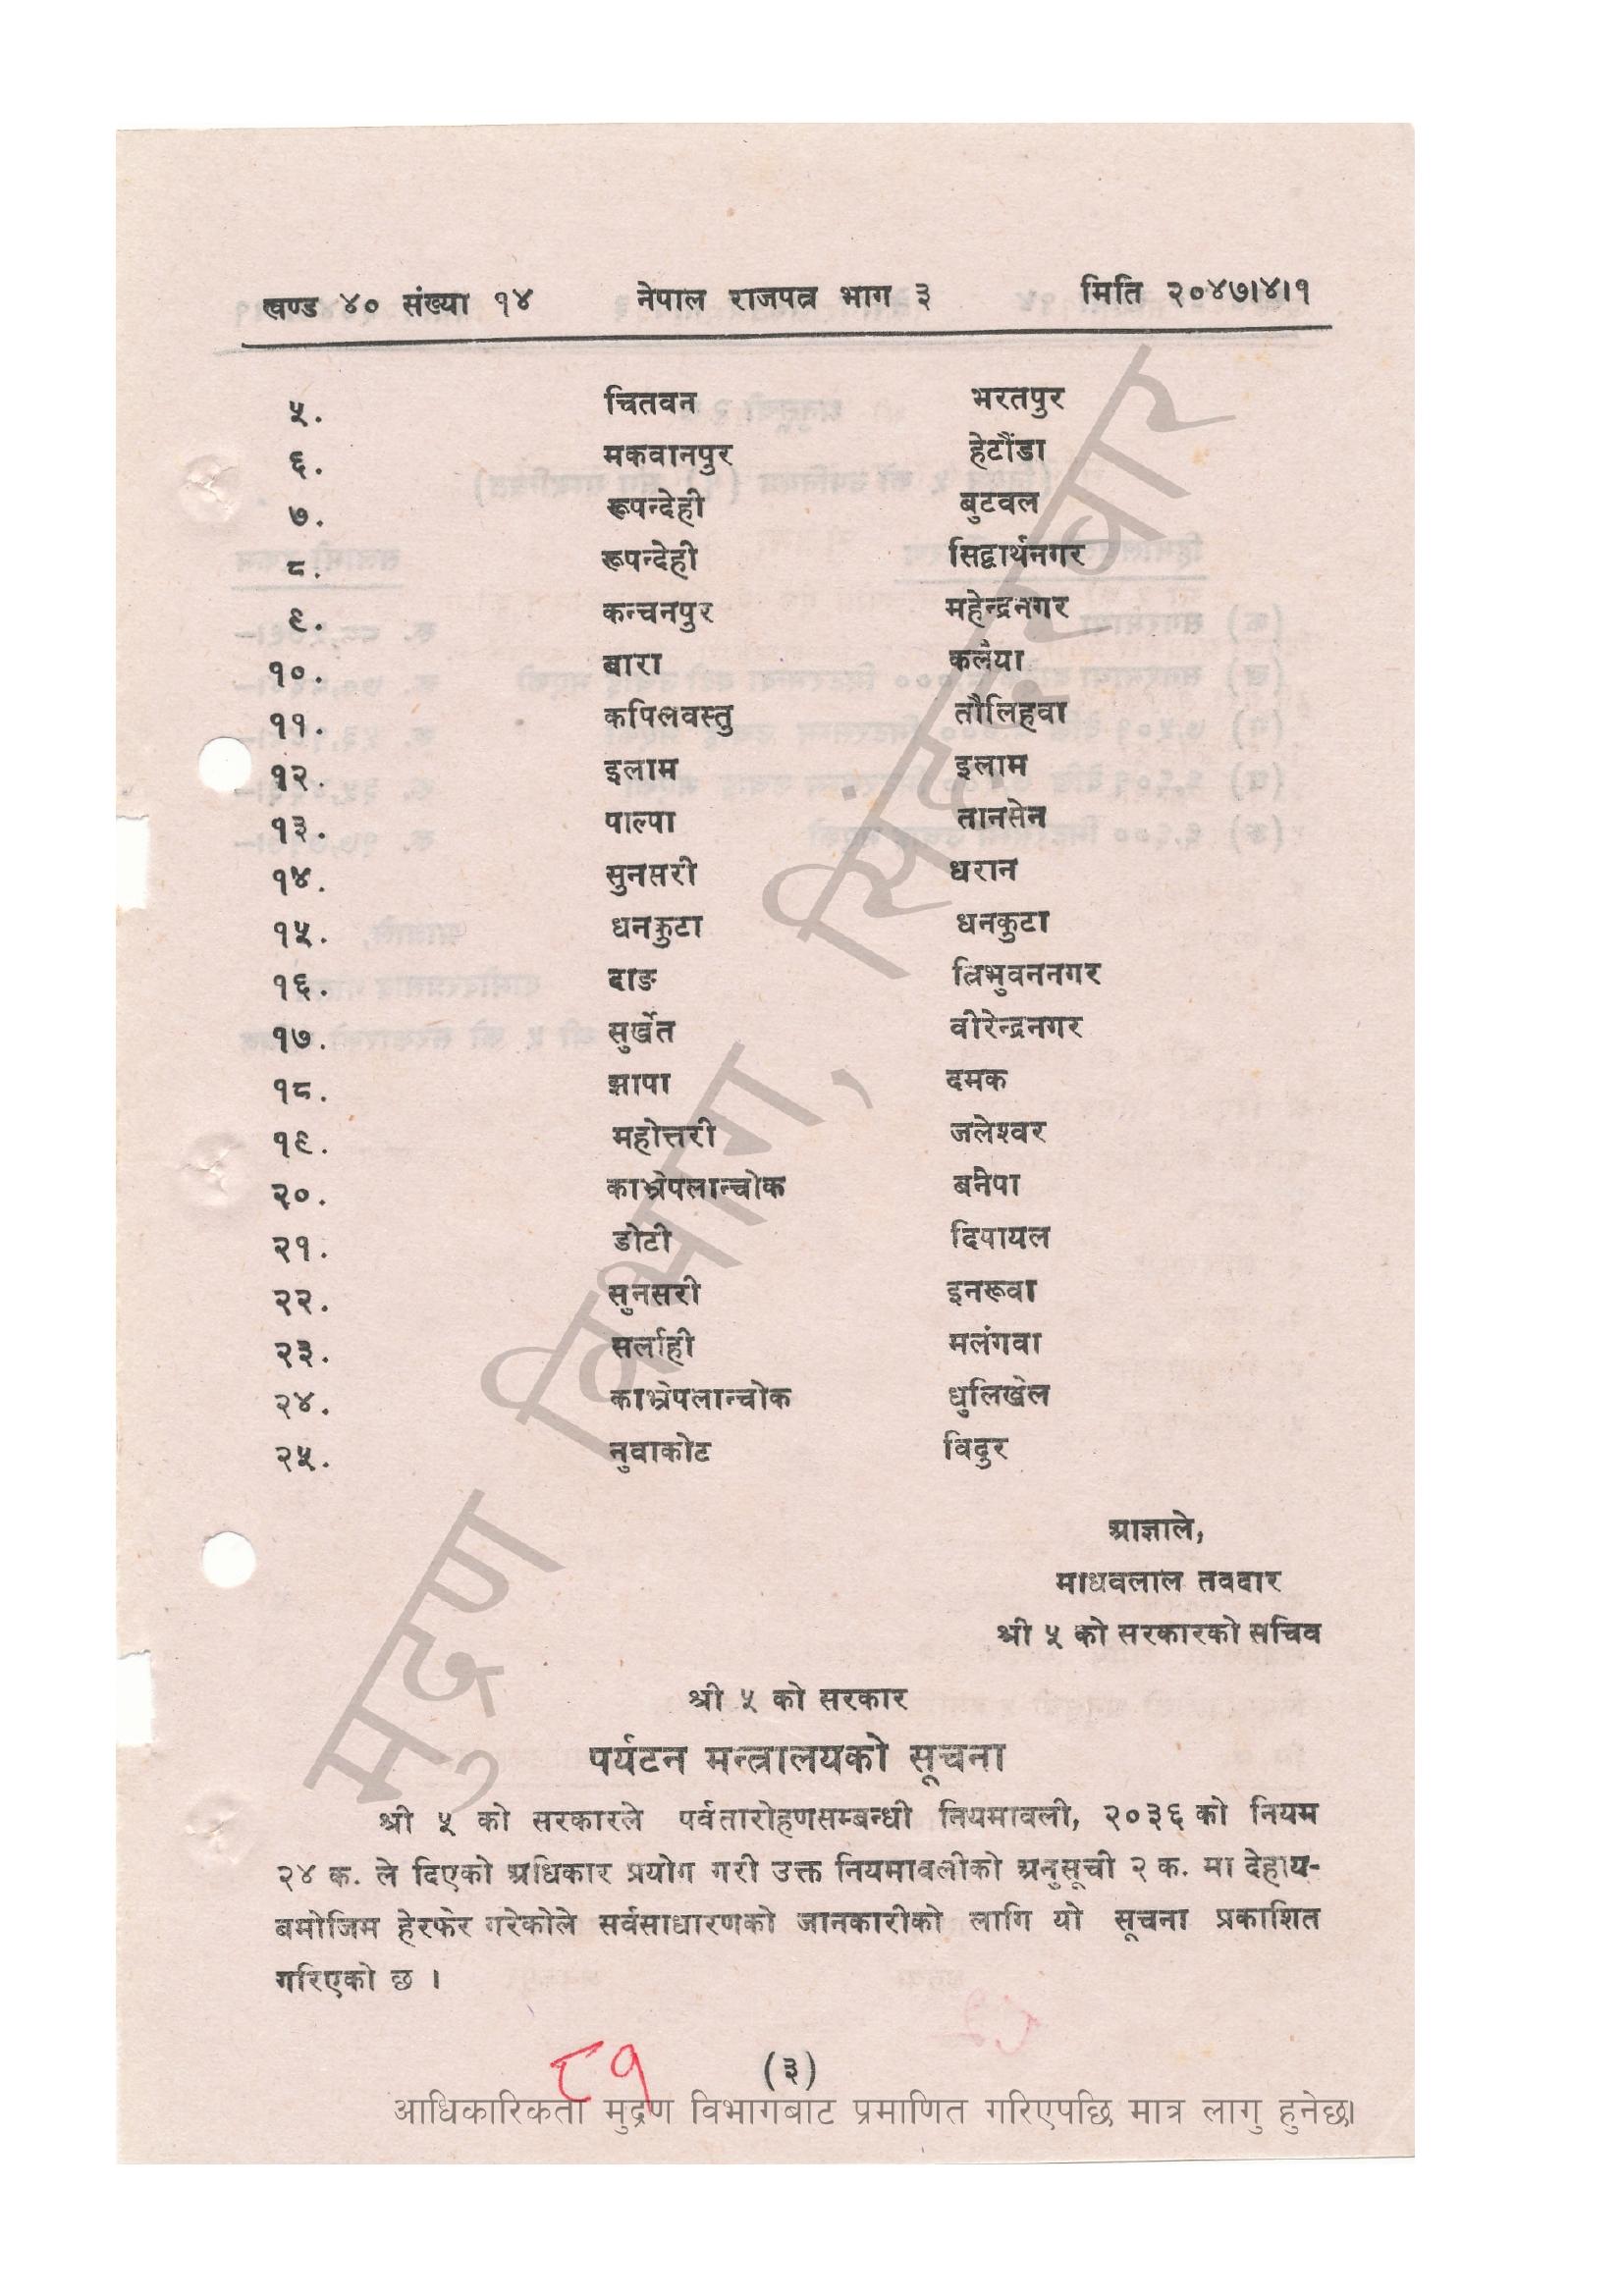 खण्ड ४० संख्या १४ नेपाल राजपत्र भाग ३ मिति २०४७।४।१
५. चितवन भरतपुर
६. मकवानपुर हेटौंडा
७. रूपन्देही बुटवल
८. रूपन्देही सिद्धार्थनगर
९. कन्चनपुर महेन्द्रनगर
१०. बारा कलैया
११. कपिलवस्तु तौलिहवा
१२. इलाम इलाम
१३. पाल्पा तानसेन
१४. सुनसरी धरान
१५. धनकुटा धनकुटा
१६. दाङ त्रिभुवननगर
१७. सुर्खेत वीरेन्द्रनगर
१८. झापा दमक
१९. महोत्तरी जलेश्वर
२०. काभ्रेपलान्चोक बनेपा
२१. डोटी दिपायल
२२. सुनसरी इनरूवा
२३. सर्लाही मलंगवा
२४. काभ्रेपलान्चोक धुलिखेल
२५. नुवाकोट विदुर
आज्ञाले,
माधवलाल तवदार
श्री ५ को सरकारको सचिव
श्री ५ को सरकार
पर्यटन मन्त्रालयको सूचना
श्री ५ को सरकारले पर्वतारोहणसम्बन्धी नियमावली, २०३६ को नियम
२४ क. ले दिएको अधिकार प्रयोग गरी उक्त नियमावलीको अनुसूची २ क. मा देहाय-
बमोजिम हेरफेर गरेकोले सर्वसाधारणको जानकारीको लागि यो सूचना प्रकाशित
गरिएको छ ।
८१ (३)
आधिकारिकता मुद्रण विभागबाट प्रमाणित गरिएपछि मात्र लागु हुनेछ।
मुद्रण विभाग, सिंहदरबार